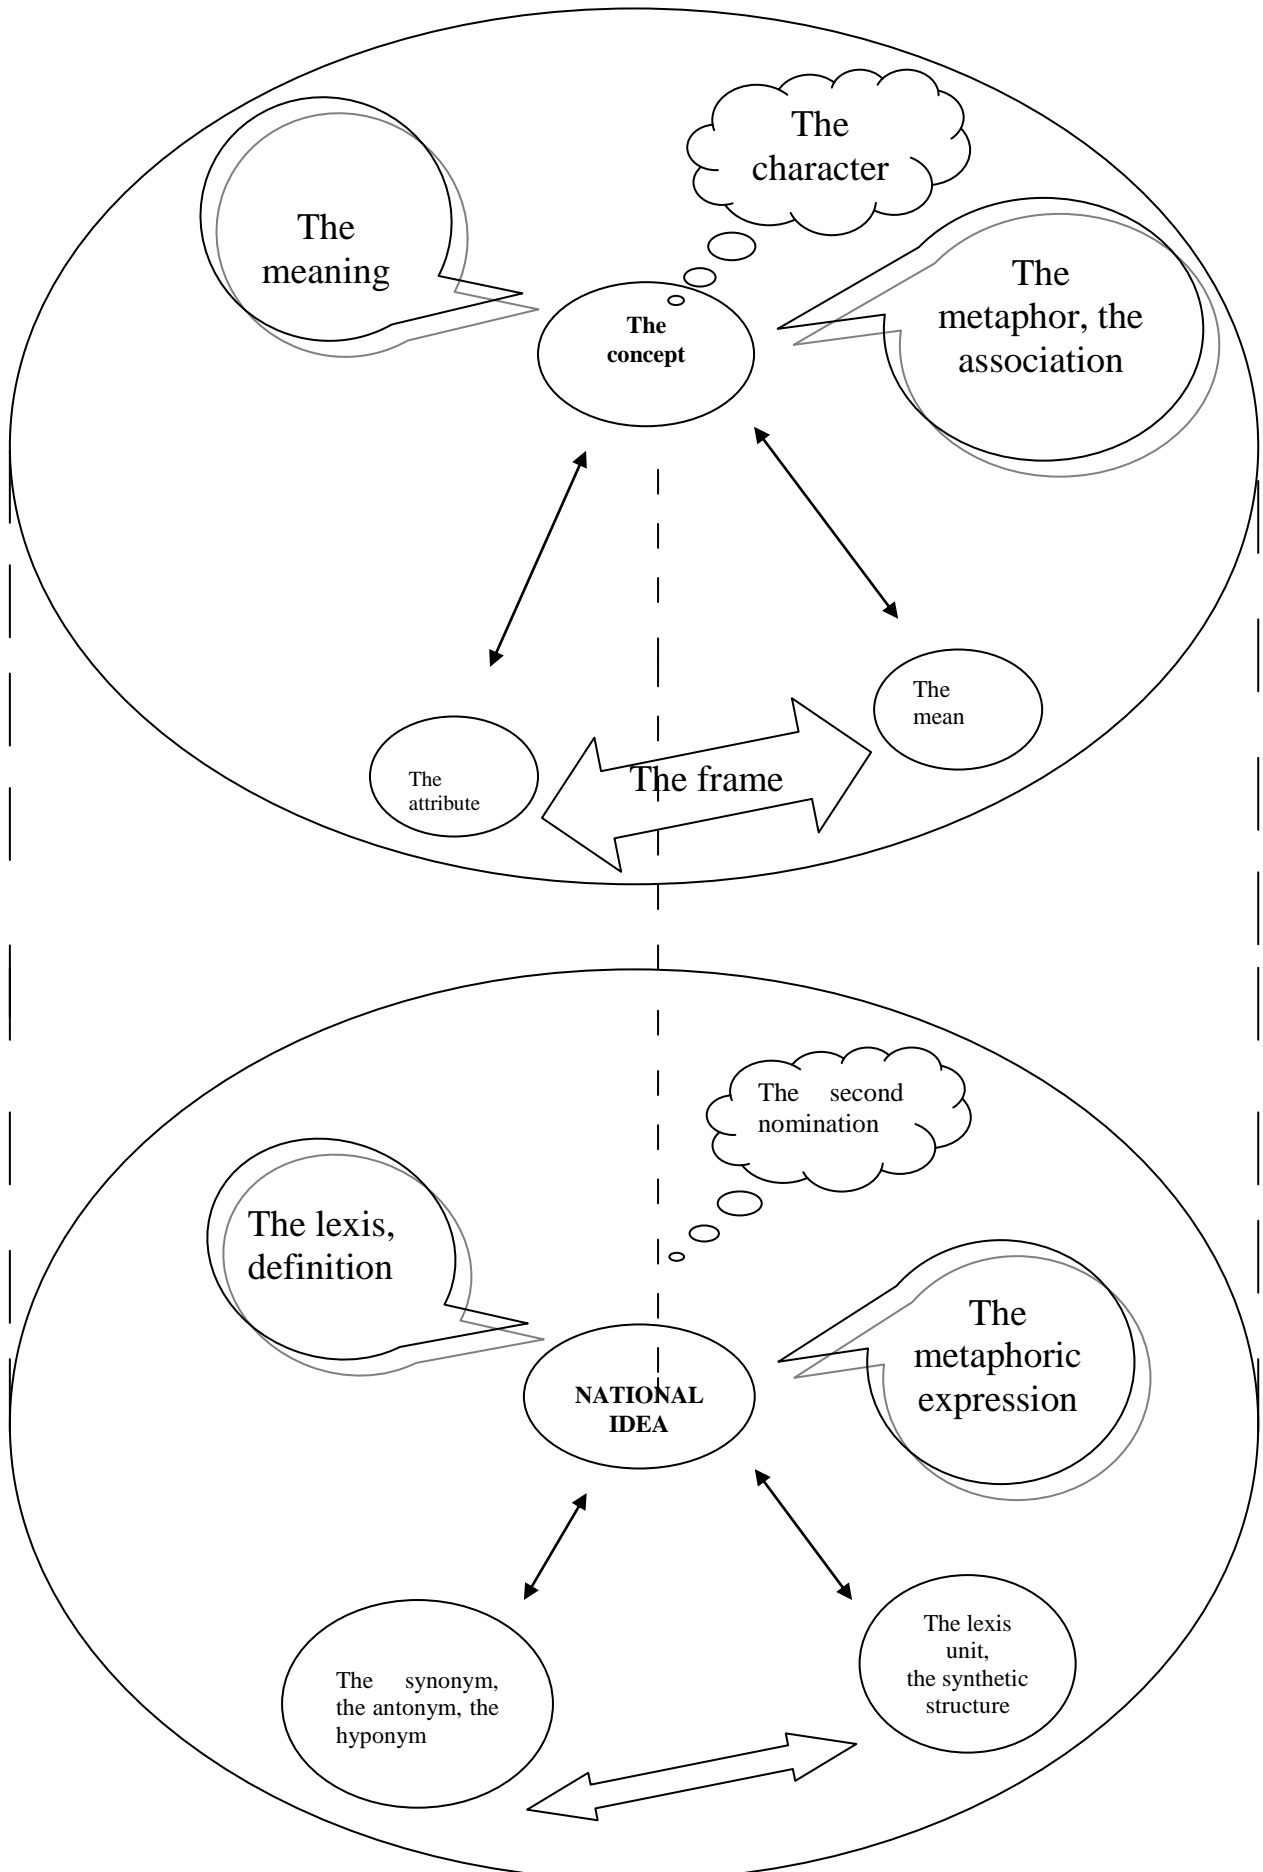 The
character
The
meaning
The
metaphor, the
association
The
concept
The
mean
The frame
The
attribute
The second
nomination
The lexis,
definition
The
metaphoric
expression
NATIONAL
IDEA
The lexis
unit,
the synthetic
structure
The synonym,
the antonym, the
hyponym